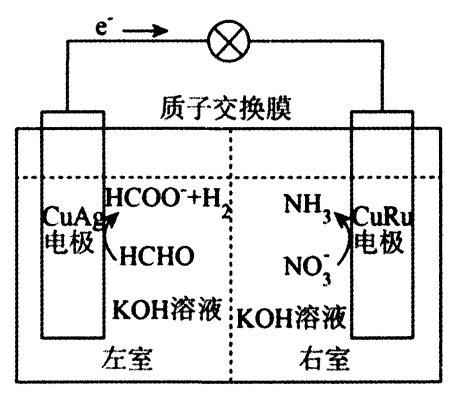 e⁻
质子交换膜
CuAg
电极
HCOO⁻+H₂
HCHO
KOH溶液
左室
NH₃
NO₃⁻
KOH溶液
CuRu
电极
右室